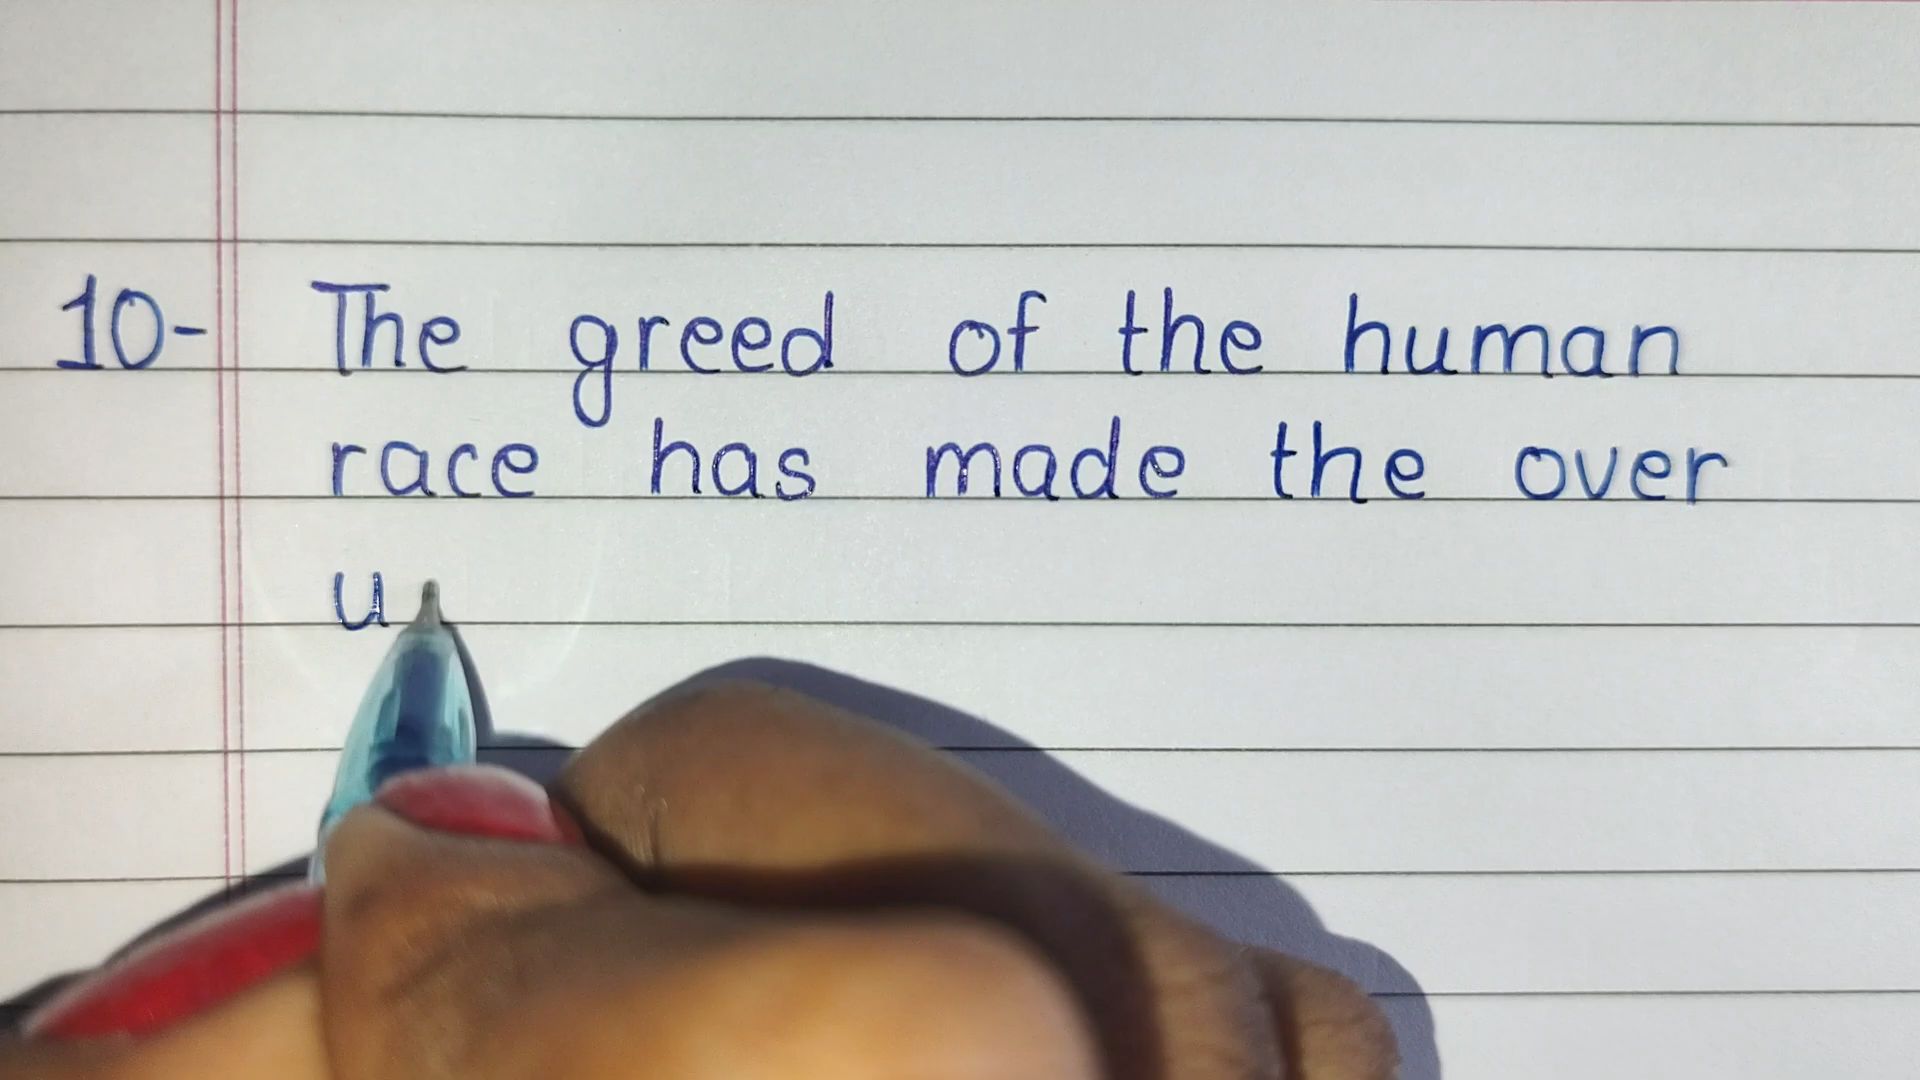 10- The greed of the human
race has made the over
u